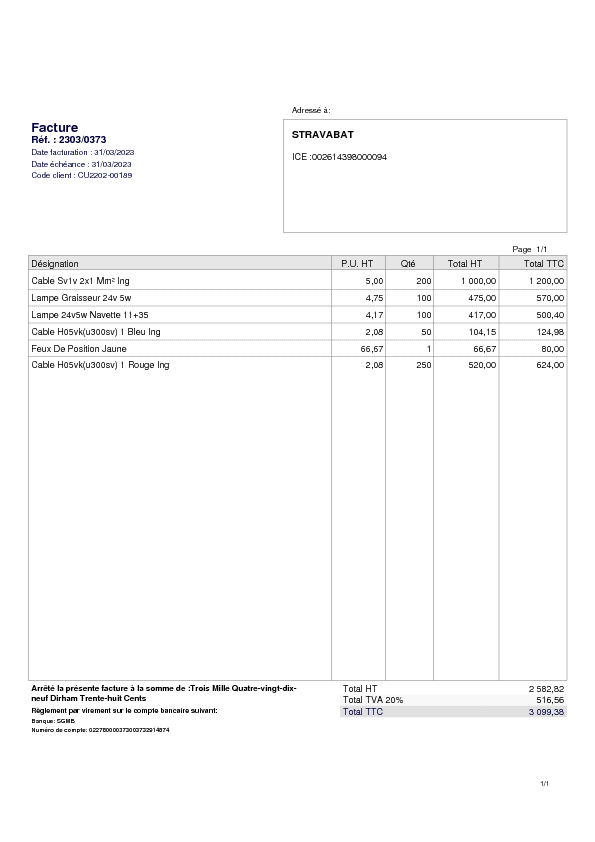 Adressé à:
Facture
Réf. : 2303/0373
Date facturation : 31/03/2023
Date échéance : 31/03/2023
Code client : CU2202-00189
STRAVABAT
ICE :002614398000094
Page 1/1
Désignation P.U. HT Qté Total HT Total TTC
Cable Sv1v 2x1 Mm² Ing 5,00 200 1 000,00 1 200,00
Lampe Graisseur 24v 5w 4,75 100 475,00 570,00
Lampe 24v5w Navette 11+35 4,17 100 417,00 500,40
Cable H05vk(u300sv) 1 Bleu Ing 2,08 50 104,15 124,98
Feux De Position Jaune 66,67 1 66,67 80,00
Cable H05vk(u300sv) 1 Rouge Ing 2,08 250 520,00 624,00
Arrêté la présente facture à la somme de :Trois Mille Quatre-vingt-dix-
neuf Dirham Trente-huit Cents
Règlement par virement sur le compte bancaire suivant:
Banque: SGMB
Numéro de compte:
Total HT 2 582,82
Total TVA 20% 516,56
Total TTC 3 099,38
1/1